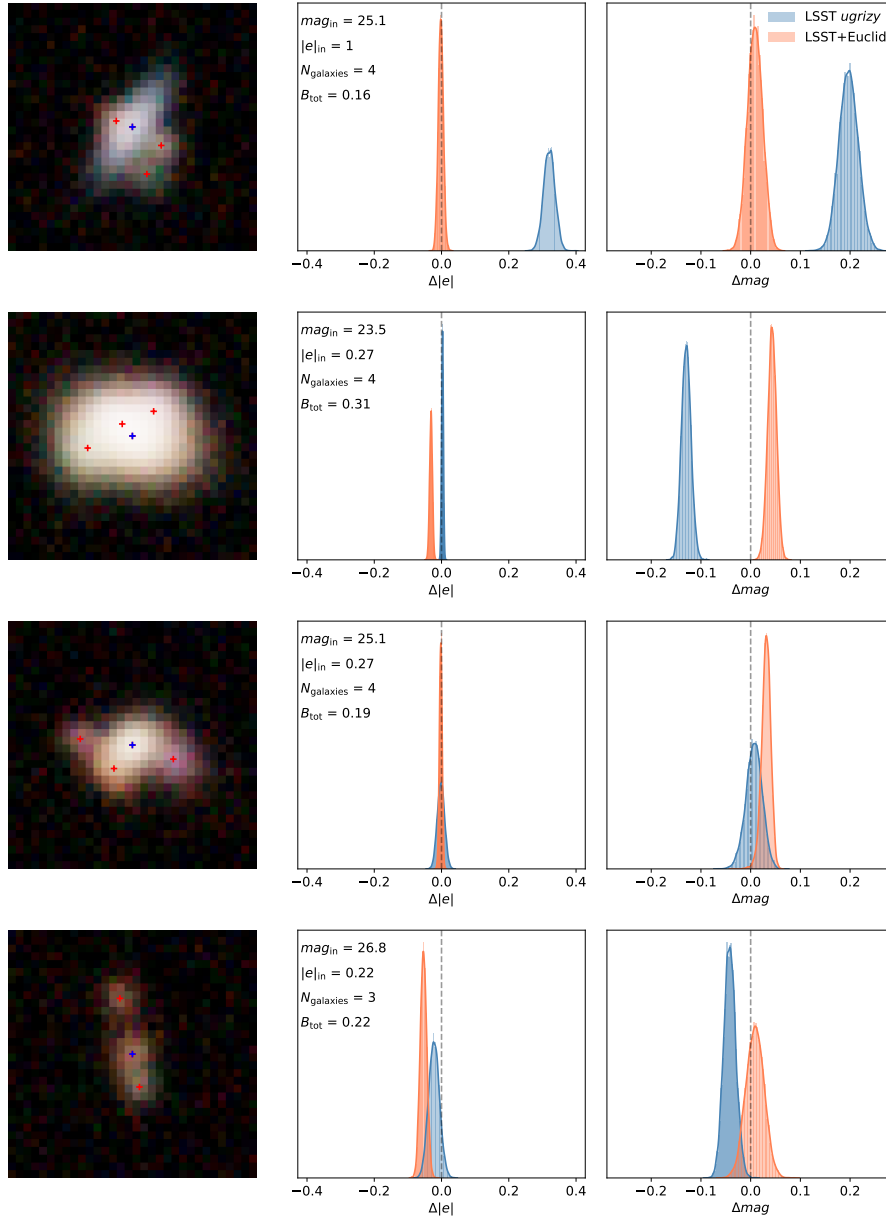 mag_in = 25.1
|e|_in = 1
N_galaxies = 4
B_tot = 0.16
LSST ugrizy
LSST+Euclid
−0.4 −0.2 0.0 0.2 0.4
Δ|e|
−0.2 −0.1 0.0 0.1 0.2
Δmag
mag_in = 23.5
|e|_in = 0.27
N_galaxies = 4
B_tot = 0.31
−0.4 −0.2 0.0 0.2 0.4
Δ|e|
−0.2 −0.1 0.0 0.1 0.2
Δmag
mag_in = 25.1
|e|_in = 0.27
N_galaxies = 4
B_tot = 0.19
−0.4 −0.2 0.0 0.2 0.4
Δ|e|
−0.2 −0.1 0.0 0.1 0.2
Δmag
mag_in = 26.8
|e|_in = 0.22
N_galaxies = 3
B_tot = 0.22
−0.4 −0.2 0.0 0.2 0.4
Δ|e|
−0.2 −0.1 0.0 0.1 0.2
Δmag